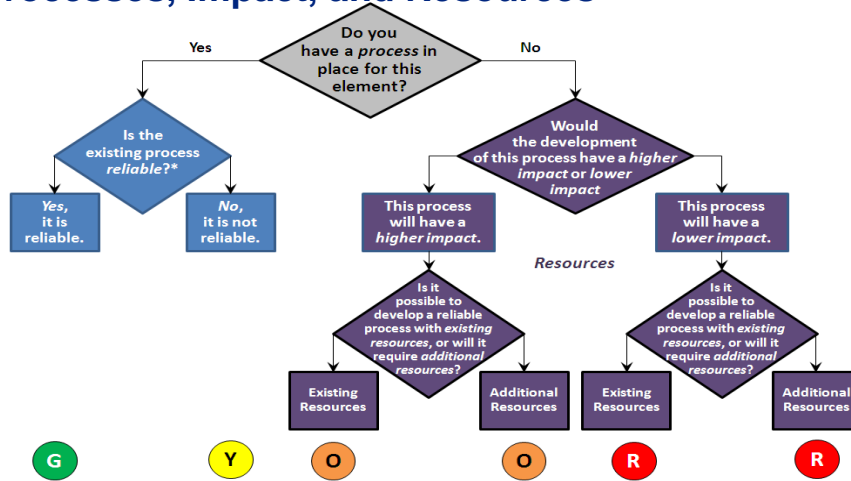 Processes, Impact, and Resources
Do you
have a process in
place for this
element?
Yes
No
Is the
existing process
reliable?*
Would
the development
of this process have a higher
impact or lower
impact
Yes,
it is
reliable.
No,
it is not
reliable.
This process
will have a
higher impact.
This process
will have a
lower impact.
Resources
Is it
possible to
develop a reliable
process with existing
resources, or will it
require additional
resources?
Is it
possible to
develop a reliable
process with existing
resources, or will it
require additional
resources?
Existing
Resources
Additional
Resources
Existing
Resources
Additional
Resources
G
Y
O
O
R
R